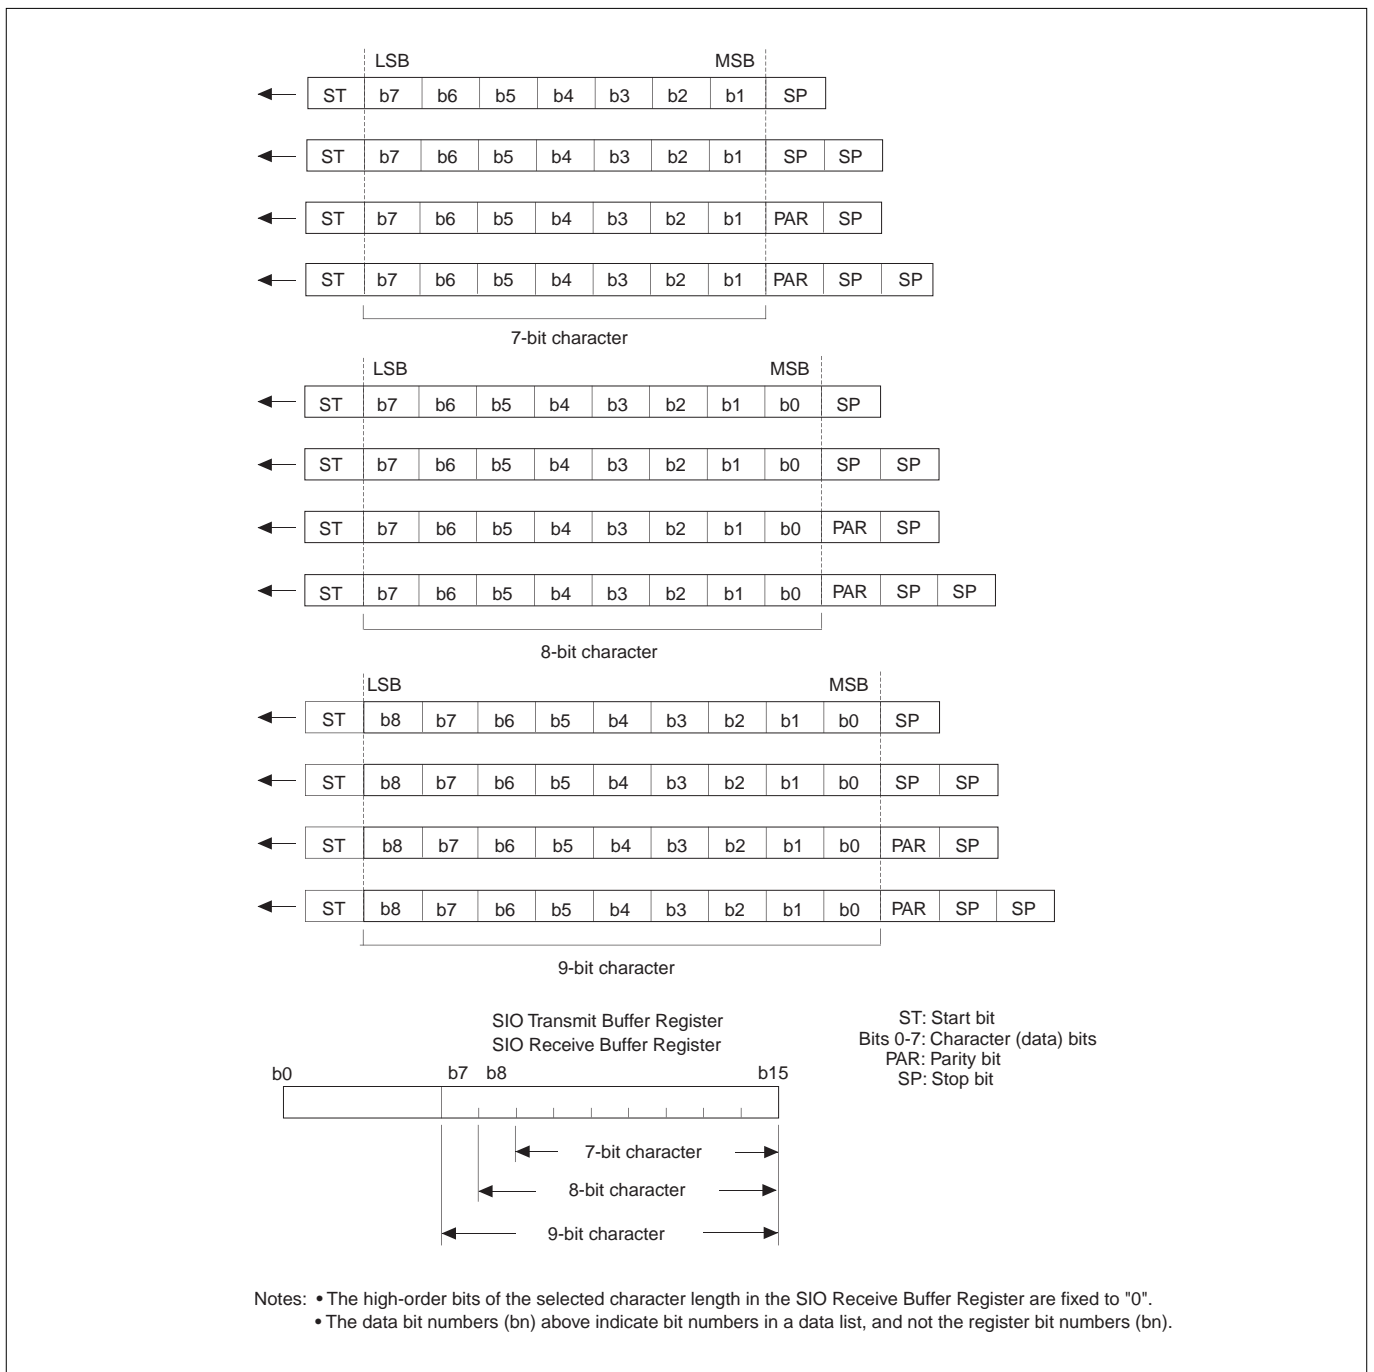 LSB MSB
ST b7 b6 b5 b4 b3 b2 b1 SP
ST b7 b6 b5 b4 b3 b2 b1 SP SP
ST b7 b6 b5 b4 b3 b2 b1 PAR SP
ST b7 b6 b5 b4 b3 b2 b1 PAR SP SP
7-bit character
LSB MSB
ST b7 b6 b5 b4 b3 b2 b1 b0 SP
ST b7 b6 b5 b4 b3 b2 b1 b0 SP SP
ST b7 b6 b5 b4 b3 b2 b1 b0 PAR SP
ST b7 b6 b5 b4 b3 b2 b1 b0 PAR SP SP
8-bit character
LSB MSB
ST b8 b7 b6 b5 b4 b3 b2 b1 b0 SP
ST b8 b7 b6 b5 b4 b3 b2 b1 b0 SP SP
ST b8 b7 b6 b5 b4 b3 b2 b1 b0 PAR SP
ST b8 b7 b6 b5 b4 b3 b2 b1 b0 PAR SP SP
9-bit character
SIO Transmit Buffer Register
SIO Receive Buffer Register
b0 b7 b8 b15
7-bit character
8-bit character
9-bit character
ST: Start bit
Bits 0-7: Character (data) bits
PAR: Parity bit
SP: Stop bit
Notes: • The high-order bits of the selected character length in the SIO Receive Buffer Register are fixed to "0".
• The data bit numbers (bn) above indicate bit numbers in a data list, and not the register bit numbers (bn).